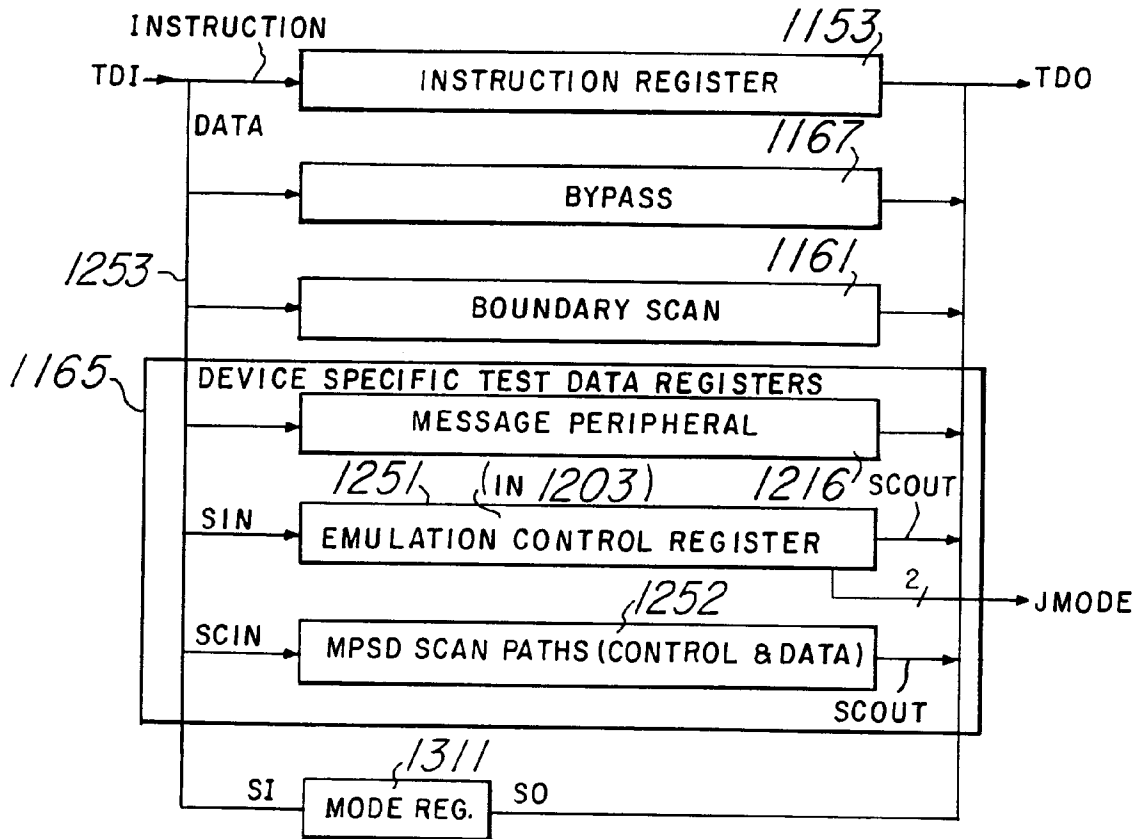 INSTRUCTION
1153
TDI
INSTRUCTION REGISTER
TDO
DATA
1167
BYPASS
1253
1161
BOUNDARY SCAN
1165
DEVICE SPECIFIC TEST DATA REGISTERS
MESSAGE PERIPHERAL
1216
SCOUT
1251
(IN 1203)
SIN
EMULATION CONTROL REGISTER
2
JMODE
1252
SCIN
MPSD SCAN PATHS (CONTROL & DATA)
SCOUT
1311
SI
MODE REG.
SO